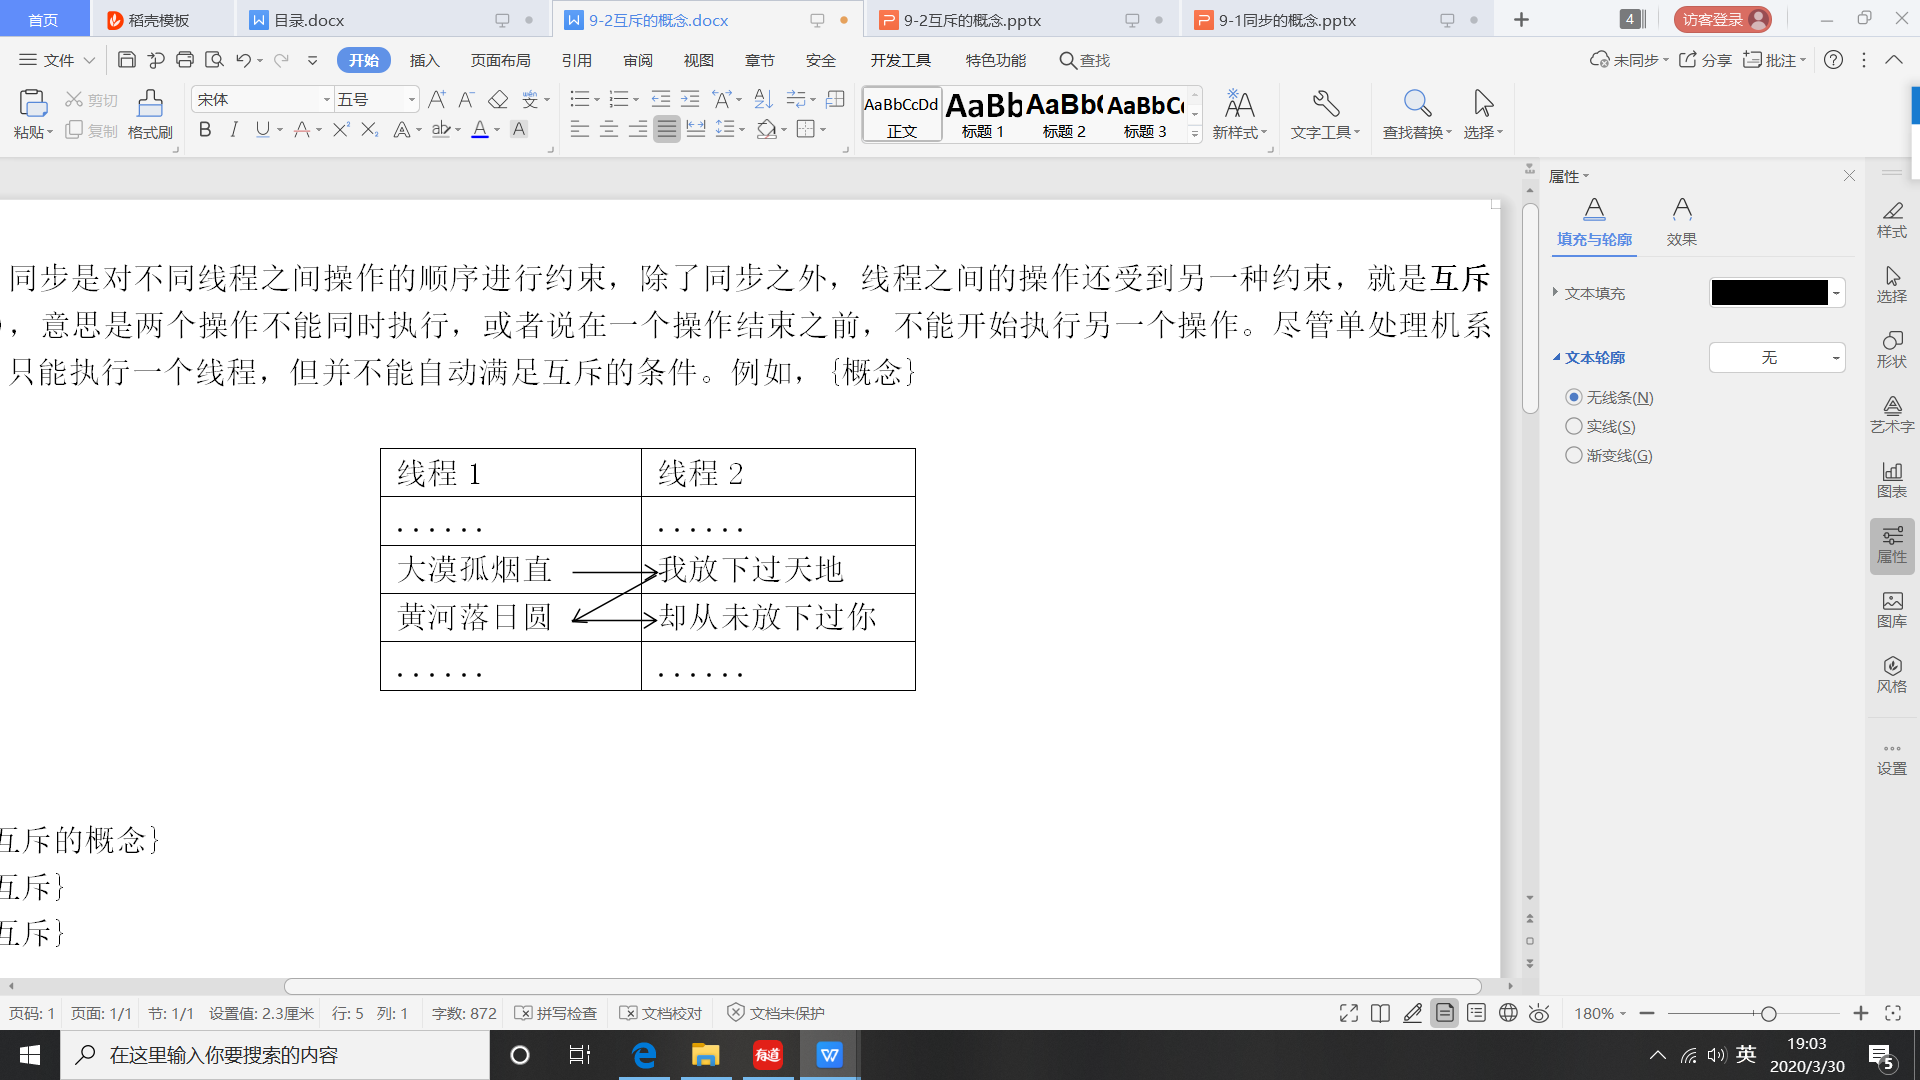 首页 稻壳模板 目录.docx 9-2互斥的概念.docx 9-2互斥的概念.pptx 9-1同步的概念.pptx 4 访客登录
文件 开始 插入 页面布局 引用 审阅 视图 章节 安全 开发工具 特色功能 查找 未同步 分享 批注
粘贴 剪切 复制 格式刷 宋体 五号
AaBbCcDd 正文 AaBb 标题 1 AaBb( 标题 2 AaBbC 标题 3 新样式 文字工具 查找替换 选择
同步是对不同线程之间操作的顺序进行约束，除了同步之外，线程之间的操作还受到另一种约束，就是互斥
)，意思是两个操作不能同时执行，或者说在一个操作结束之前，不能开始执行另一个操作。尽管单处理机系
只能执行一个线程，但并不能自动满足互斥的条件。例如，{概念}
线程 1 线程 2
...... ......
大漠孤烟直 我放下过天地
黄河落日圆 却从未放下过你
...... ......
互斥的概念}
互斥}
互斥}
属性
填充与轮廓 效果
文本填充
文本轮廓 无
无线条(N)
实线(S)
渐变线(G)
样式
选择
形状
艺术字
图表
属性
图库
风格
设置
页码: 1 页面: 1/1 节: 1/1 设置值: 2.3厘米 行: 5 列: 1 字数: 872 拼写检查 文档校对 文档未保护 180%
在这里输入你要搜索的内容 有道 英 19:03
2020/3/30 5